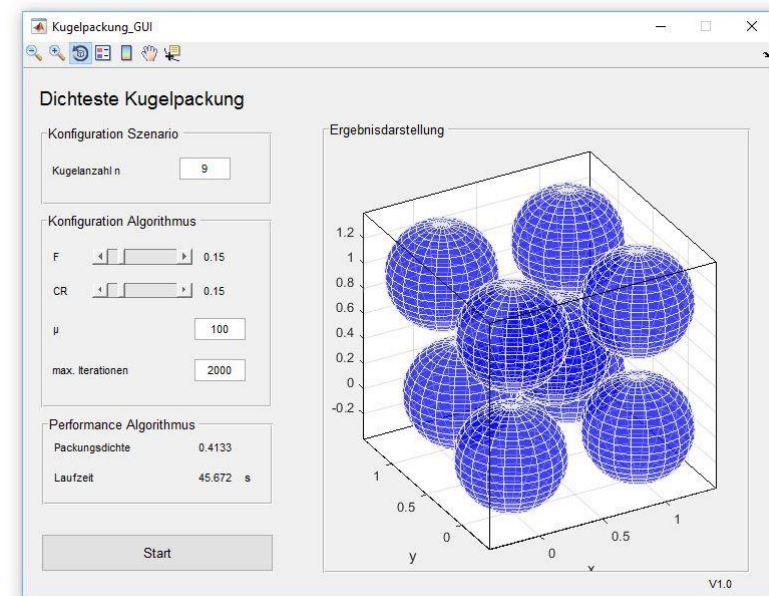 Kugelpackung_GUI
Dichteste Kugelpackung
Konfiguration Szenario
Kugelanzahl n 9
Konfiguration Algorithmus
F 0.15
CR 0.15
µ 100
max. Iterationen 2000
Performance Algorithmus
Packungsdichte 0.4133
Laufzeit 45.672 s
Start
Ergebnisdarstellung
1.2
1
0.8
0.6
0.4
0.2
0
-0.2
1
0.5
0
y
0
0.5
1
x
V1.0